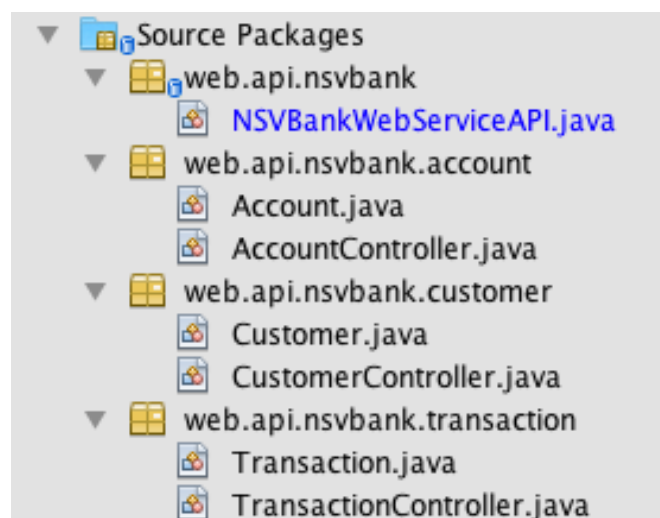 Source Packages
web.api.nsvbank
NSVBankWebServiceAPI.java
web.api.nsvbank.account
Account.java
AccountController.java
web.api.nsvbank.customer
Customer.java
CustomerController.java
web.api.nsvbank.transaction
Transaction.java
TransactionController.java